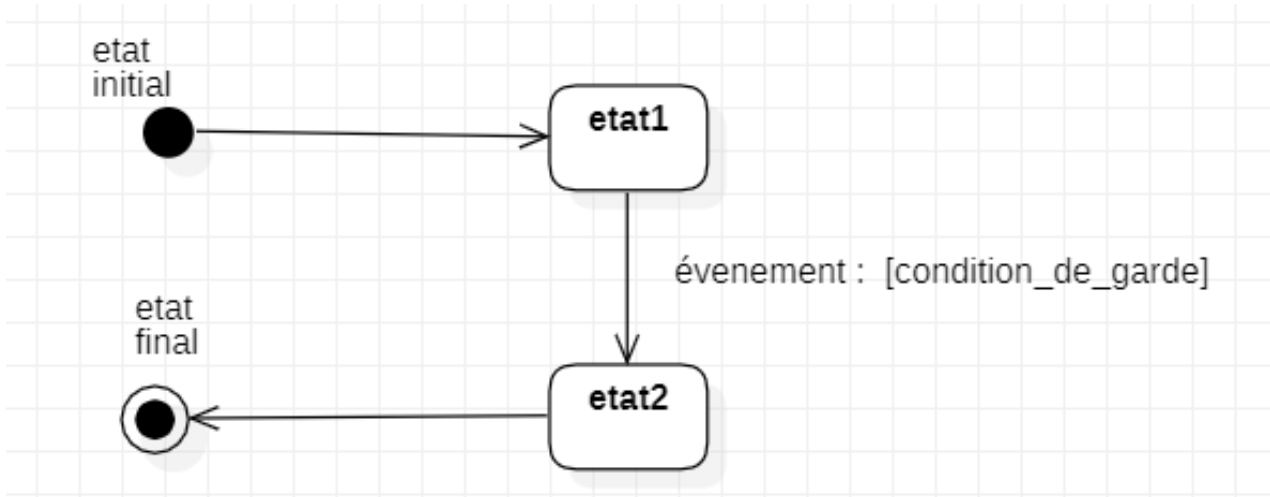 etat
initial
etat1
évenement :  [condition_de_garde]
etat
final
etat2